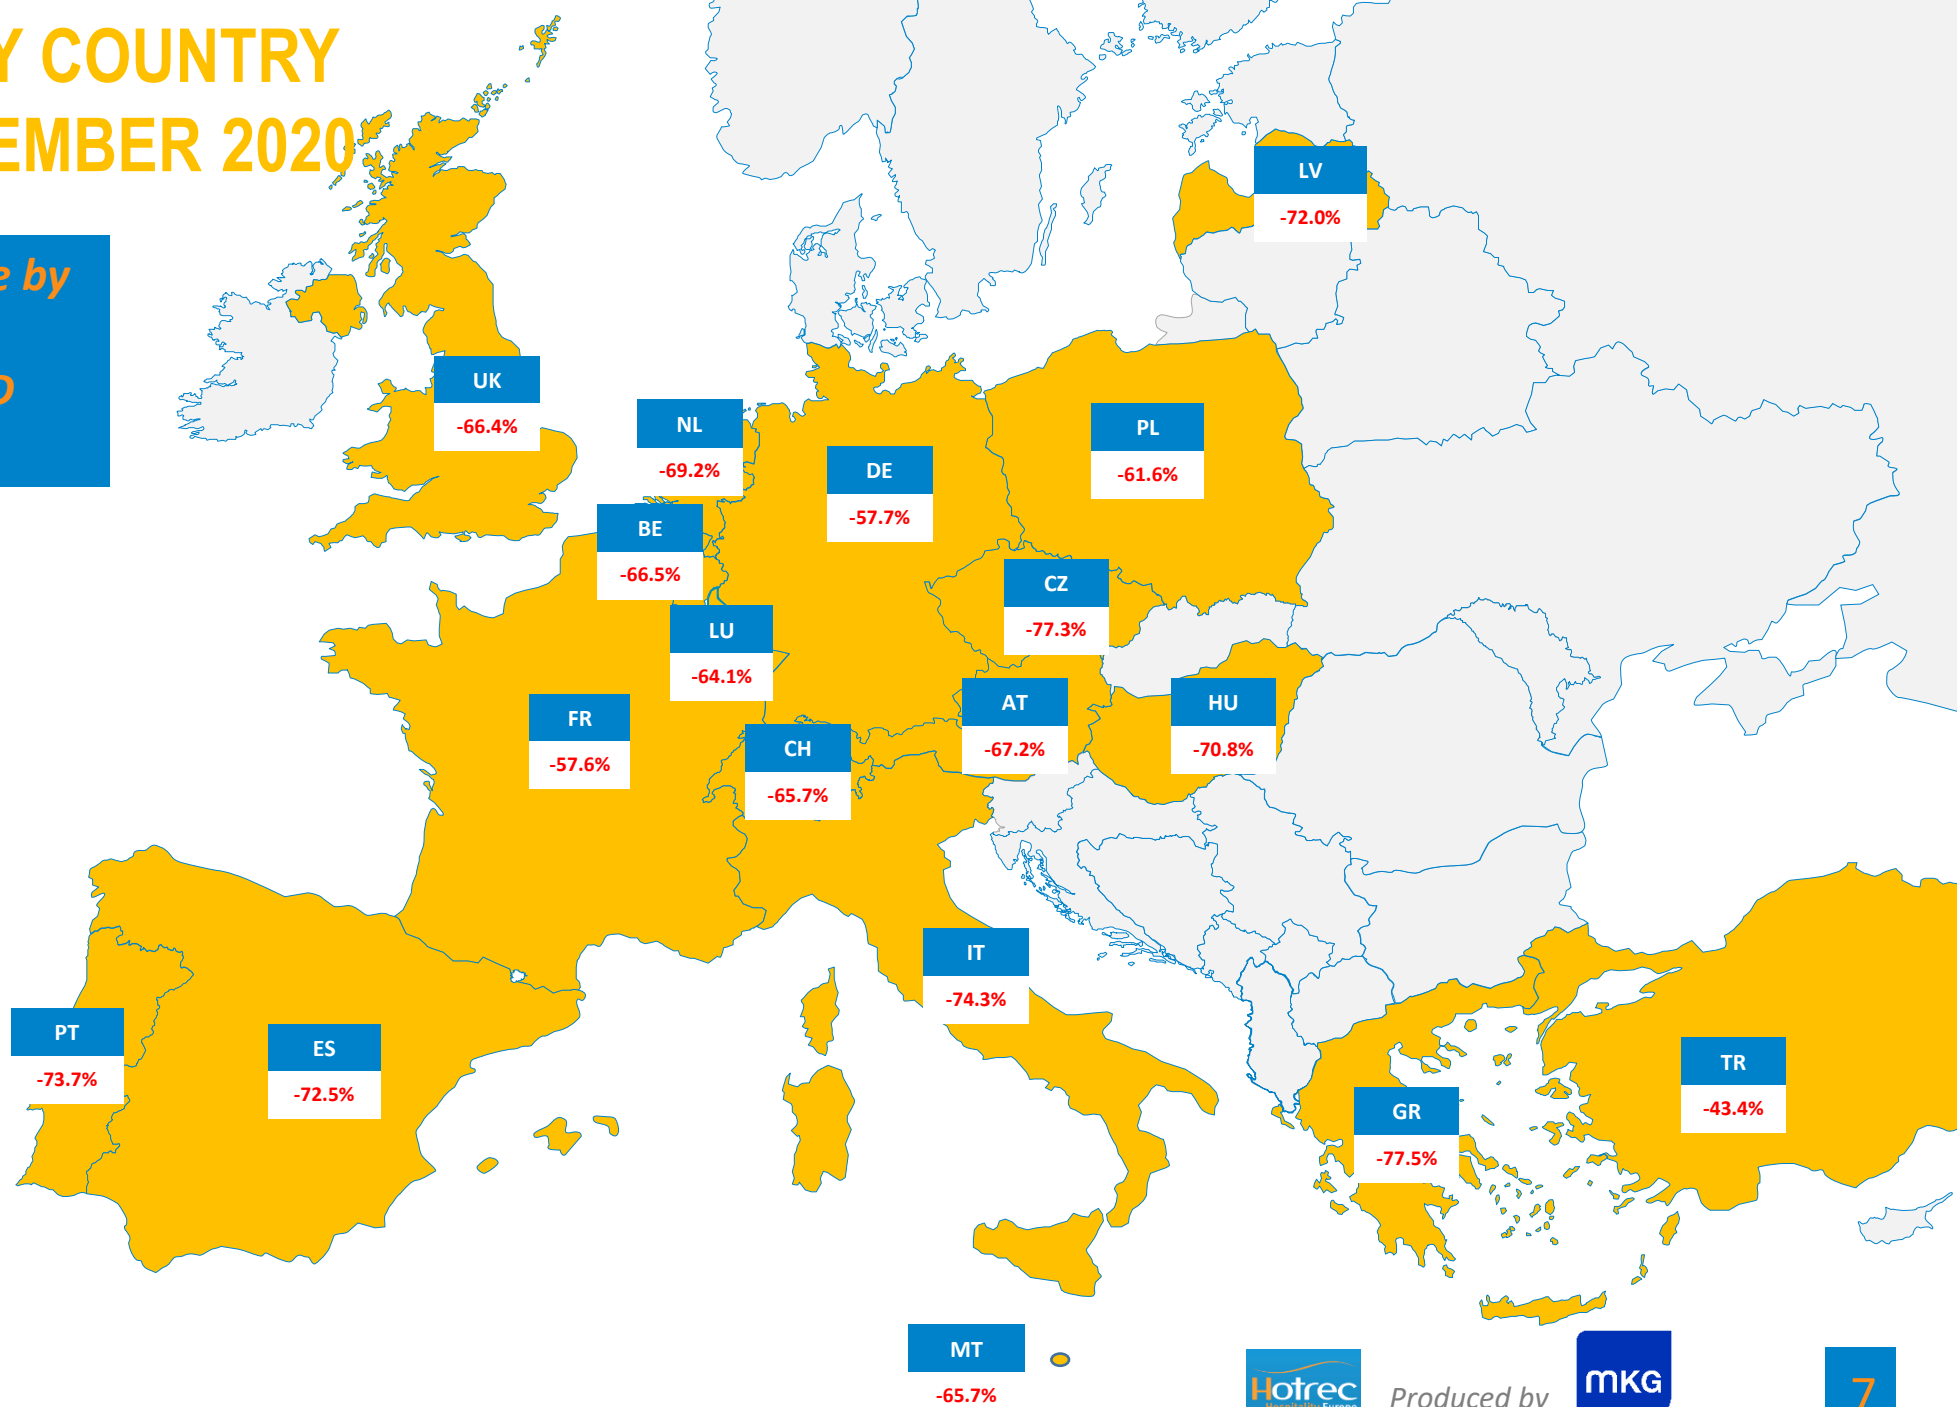 Y COUNTRY
EMBER 2020
e by
LV
-72.0%
UK
-66.4%
NL
-69.2%
PL
-61.6%
DE
-57.7%
BE
-66.5%
CZ
-77.3%
LU
-64.1%
FR
-57.6%
AT
-67.2%
HU
-70.8%
CH
-65.7%
IT
-74.3%
PT
-73.7%
ES
-72.5%
TR
-43.4%
GR
-77.5%
MT
-65.7%
Hotrec
Hospitality Europe
Produced by
MKG
7